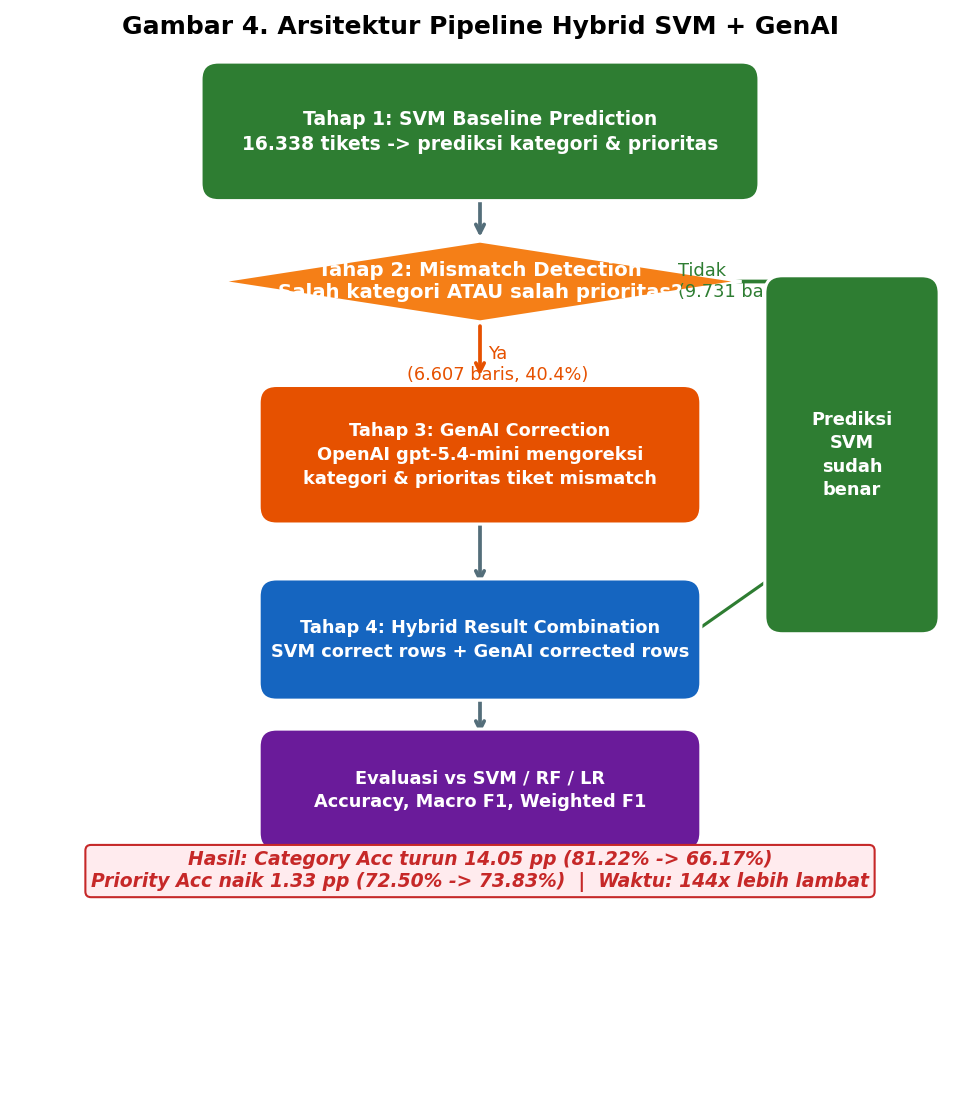 Gambar 4. Arsitektur Pipeline Hybrid SVM + GenAI
Tahap 1: SVM Baseline Prediction
16.338 tikets -> prediksi kategori & prioritas
Tahap 2: Mismatch Detection
Salah kategori ATAU salah prioritas?
Tidak
(9.731 ba
Ya
(6.607 baris, 40.4%)
Prediksi
SVM
sudah
benar
Tahap 3: GenAI Correction
OpenAI gpt-5.4-mini mengoreksi
kategori & prioritas tiket mismatch
Tahap 4: Hybrid Result Combination
SVM correct rows + GenAI corrected rows
Evaluasi vs SVM / RF / LR
Accuracy, Macro F1, Weighted F1
Hasil: Category Acc turun 14.05 pp (81.22% -> 66.17%)
Priority Acc naik 1.33 pp (72.50% -> 73.83%) | Waktu: 144x lebih lambat